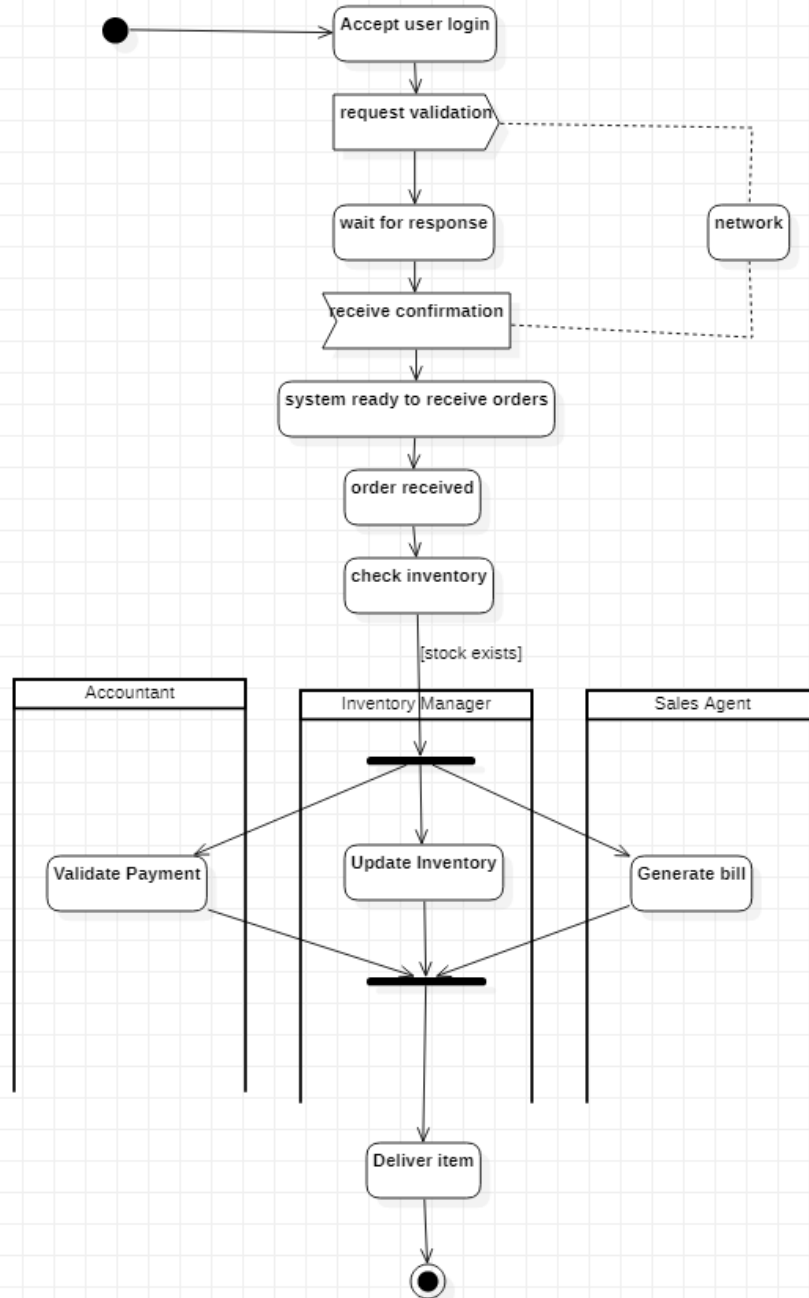 Accept user login
request validation
wait for response
network
receive confirmation
system ready to receive orders
order received
check inventory
[stock exists]
Accountant
Inventory Manager
Sales Agent
Validate Payment
Update Inventory
Generate bill
Deliver item